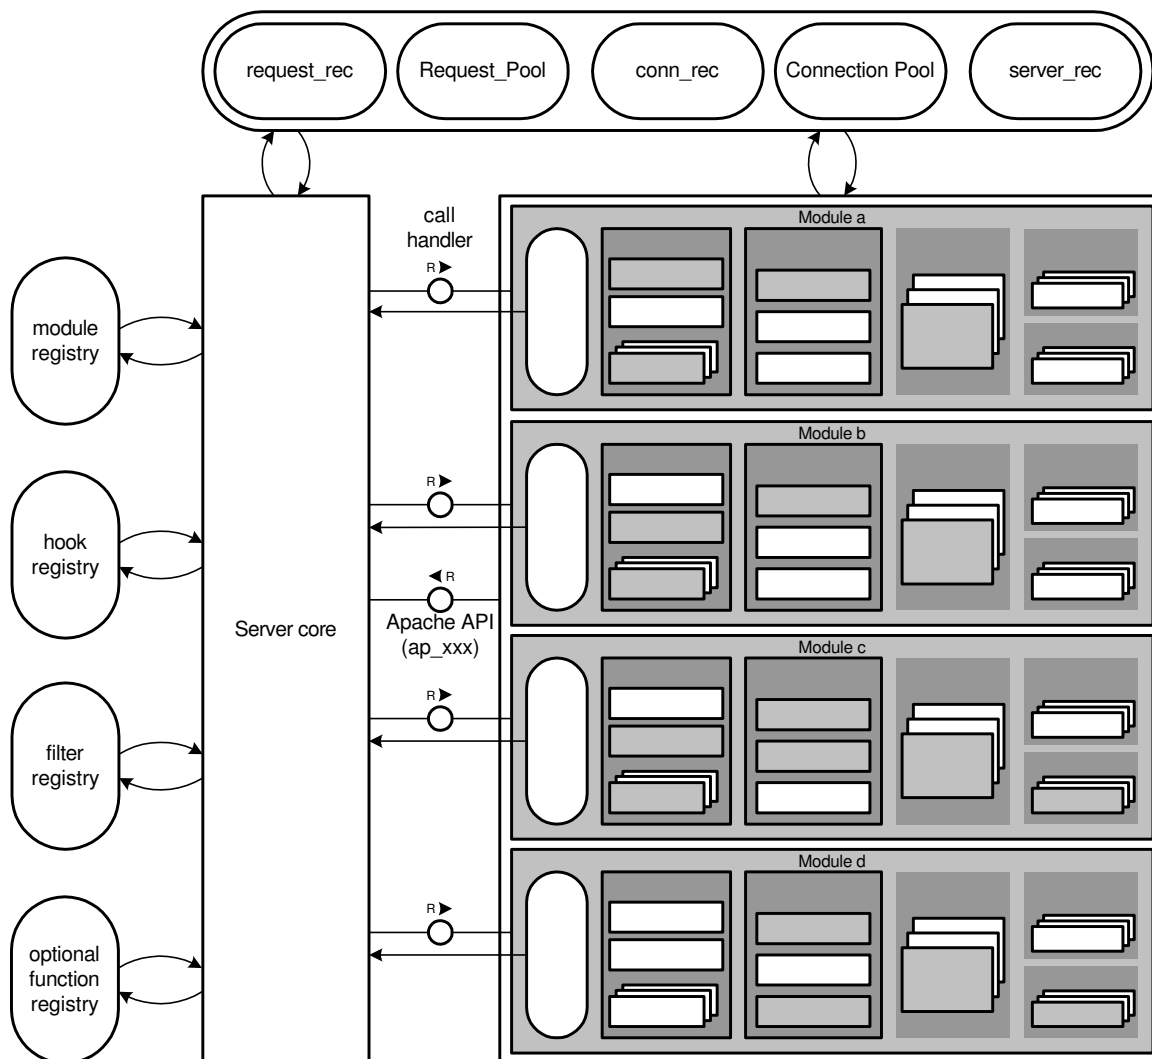 request_rec
Request_Pool
conn_rec
Connection Pool
server_rec
call
handler
R
Module a
module
registry
Module b
R
hook
registry
R
Server core
Apache API
(ap_xxx)
Module c
R
filter
registry
Module d
R
optional
function
registry